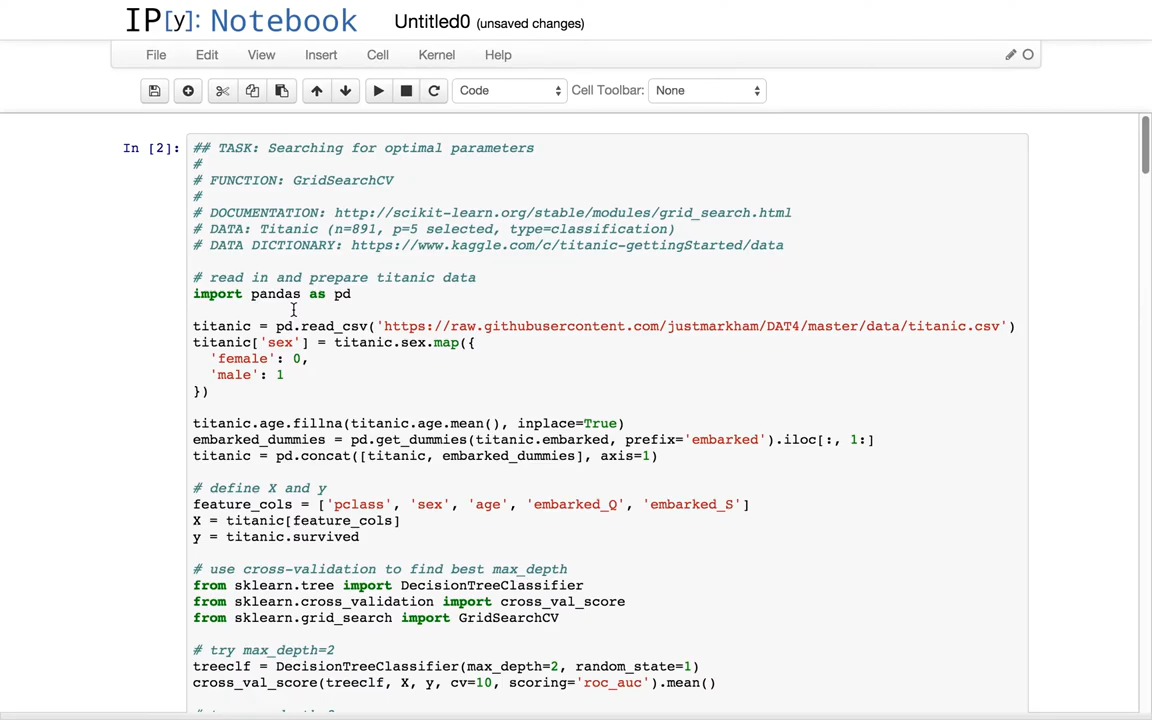 IP[y]: Notebook Untitled0 (unsaved changes)
File Edit View Insert Cell Kernel Help
Code Cell Toolbar: None
In [2]: ## TASK: Searching for optimal parameters
#
# FUNCTION: GridSearchCV
#
# DOCUMENTATION: http://scikit-learn.org/stable/modules/grid_search.html
# DATA: Titanic (n=891, p=5 selected, type=classification)
# DATA DICTIONARY: https://www.kaggle.com/c/titanic-gettingStarted/data
# read in and prepare titanic data
import pandas as pd
titanic = pd.read_csv('https://raw.githubusercontent.com/justmarkham/DAT4/master/data/titanic.csv')
titanic['sex'] = titanic.sex.map({
'female': 0,
'male': 1
})
titanic.age.fillna(titanic.age.mean(), inplace=True)
embarked_dummies = pd.get_dummies(titanic.embarked, prefix='embarked').iloc[:, 1:]
titanic = pd.concat([titanic, embarked_dummies], axis=1)
# define X and y
feature_cols = ['pclass', 'sex', 'age', 'embarked_Q', 'embarked_S']
X = titanic[feature_cols]
y = titanic.survived
# use cross-validation to find best max_depth
from sklearn.tree import DecisionTreeClassifier
from sklearn.cross_validation import cross_val_score
from sklearn.grid_search import GridSearchCV
# try max_depth=2
treeclf = DecisionTreeClassifier(max_depth=2, random_state=1)
cross_val_score(treeclf, X, y, cv=10, scoring='roc_auc').mean()